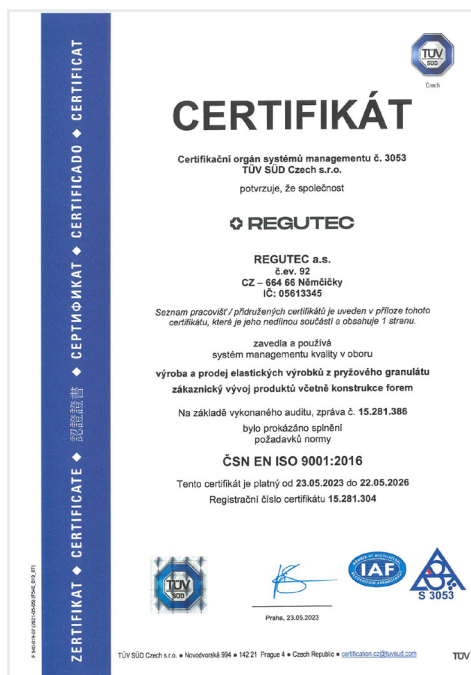 TÜV
SÜD
Czech
CERTIFIKÁT
Certifikační orgán systémů managementu č. 3053
TÜV SÜD Czech s.r.o.
potvrzuje, že společnost
REGUTEC
REGUTEC a.s.
č.ev. 92
CZ – 664 66 Němčičky
IČ: 05613345
Seznam pracovišť / přidružených certifikátů je uveden v příloze tohoto
certifikátu, která je jeho nedílnou součástí a obsahuje 1 stranu.
zavedla a používá
systém managementu kvality v oboru
výroba a prodej elastických výrobků z pryžového granulátu
zákaznický vývoj produktů včetně konstrukce forem
Na základě vykonaného auditu, zpráva č. 15.281.386
bylo prokázáno splnění
požadavků normy
ČSN EN ISO 9001:2016
Tento certifikát je platný od 23.05.2023 do 22.05.2026
Registrační číslo certifikátu 15.281.304
TÜV
SÜD
IAF
S 3053
Praha, 23.05.2023
TÜV SÜD Czech s.r.o. ● Novodvorská 994 ● 142 21 Prague 4 ● Czech Republic ● certification.cz@tuvsud.com
TÜV
ZERTIFIKAT ◆ CERTIFICATE ◆ 認證證書 ◆ СЕРТИФИКАТ ◆ CERTIFICADO ◆ CERTIFICAT